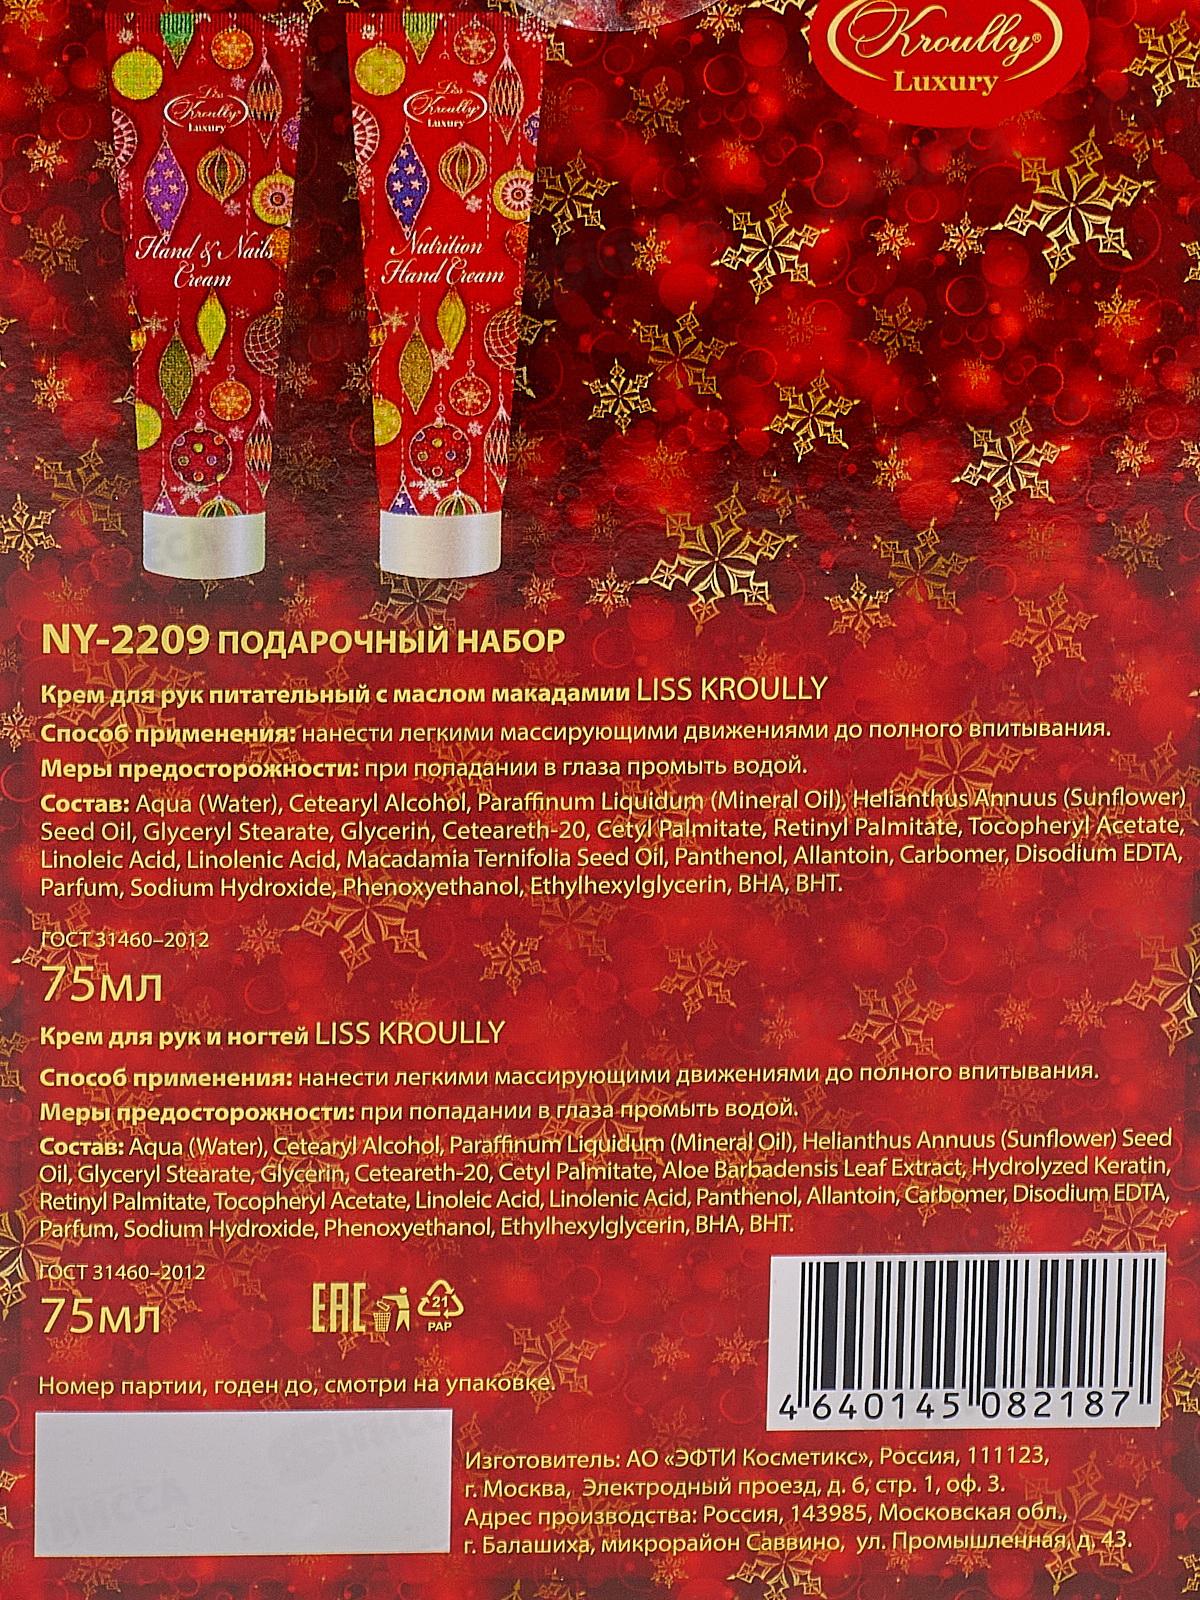 Kroully®
Luxury
Liss
Kroully
Luxury
Hand & Nails
Cream
Liss
Kroully
Luxury
Nutrition
Hand Cream
NY-2209 ПОДАРОЧНЫЙ НАБОР
Крем для рук питательный с маслом макадамии LISS KROULLY
Способ применения: нанести легкими массирующими движениями до полного впитывания.
Меры предосторожности: при попадании в глаза промыть водой.
Состав: Aqua (Water), Cetearyl Alcohol, Paraffinum Liquidum (Mineral Oil), Helianthus Annuus (Sunflower)
Seed Oil, Glyceryl Stearate, Glycerin, Ceteareth-20, Cetyl Palmitate, Retinyl Palmitate, Tocopheryl Acetate,
Linoleic Acid, Linolenic Acid, Macadamia Ternifolia Seed Oil, Panthenol, Allantoin, Carbomer, Disodium EDTA,
Parfum, Sodium Hydroxide, Phenoxyethanol, Ethylhexylglycerin, BHA, BHT.
ГОСТ 31460–2012
75мл
Крем для рук и ногтей LISS KROULLY
Способ применения: нанести легкими массирующими движениями до полного впитывания.
Меры предосторожности: при попадании в глаза промыть водой.
Состав: Aqua (Water), Cetearyl Alcohol, Paraffinum Liquidum (Mineral Oil), Helianthus Annuus (Sunflower) Seed
Oil, Glyceryl Stearate, Glycerin, Ceteareth-20, Cetyl Palmitate, Aloe Barbadensis Leaf Extract, Hydrolyzed Keratin,
Retinyl Palmitate, Tocopheryl Acetate, Linoleic Acid, Linolenic Acid, Panthenol, Allantoin, Carbomer, Disodium EDTA,
Parfum, Sodium Hydroxide, Phenoxyethanol, Ethylhexylglycerin, BHA, BHT.
ГОСТ 31460–2012
75мл
EAC
21
PAP
Номер партии, годен до, смотри на упаковке.
4 640145 082187
Изготовитель: АО «ЭФТИ Косметикс», Россия, 111123,
г. Москва, Электродный проезд, д. 6, стр. 1, оф. 3.
Адрес производства: Россия, 143985, Московская обл.,
г. Балашиха, микрорайон Саввино, ул. Промышленная, д. 43.